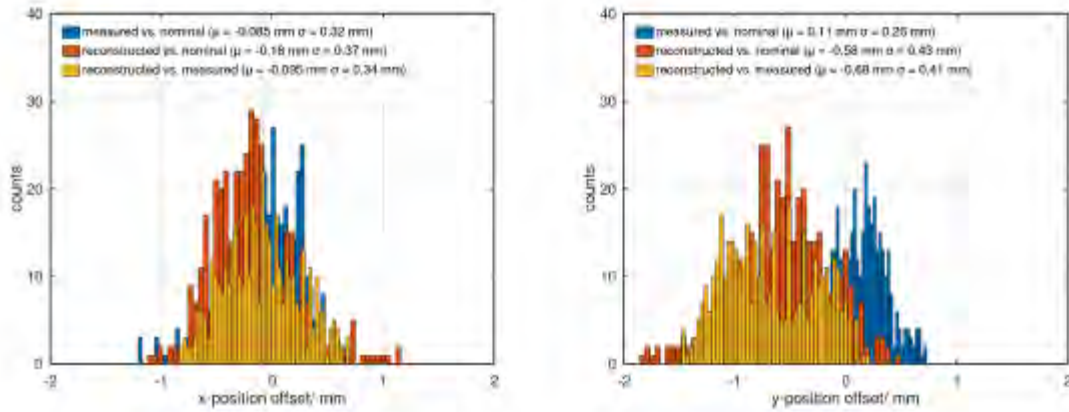 40
30
20
10
0
counts
measured vs. nominal (μ = -0.085 mm σ = 0.32 mm)
reconstructed vs. nominal (μ = -0.18 mm σ = 0.37 mm)
reconstructed vs. measured (μ = -0.095 mm σ = 0.34 mm)
-2 -1 0 1 2
x-position offset/ mm
40
30
20
10
0
counts
measured vs. nominal (μ = 0.11 mm σ = 0.26 mm)
reconstructed vs. nominal (μ = -0.58 mm σ = 0.43 mm)
reconstructed vs. measured (μ = -0.68 mm σ = 0.41 mm)
-2 -1 0 1 2
y-position offset/ mm